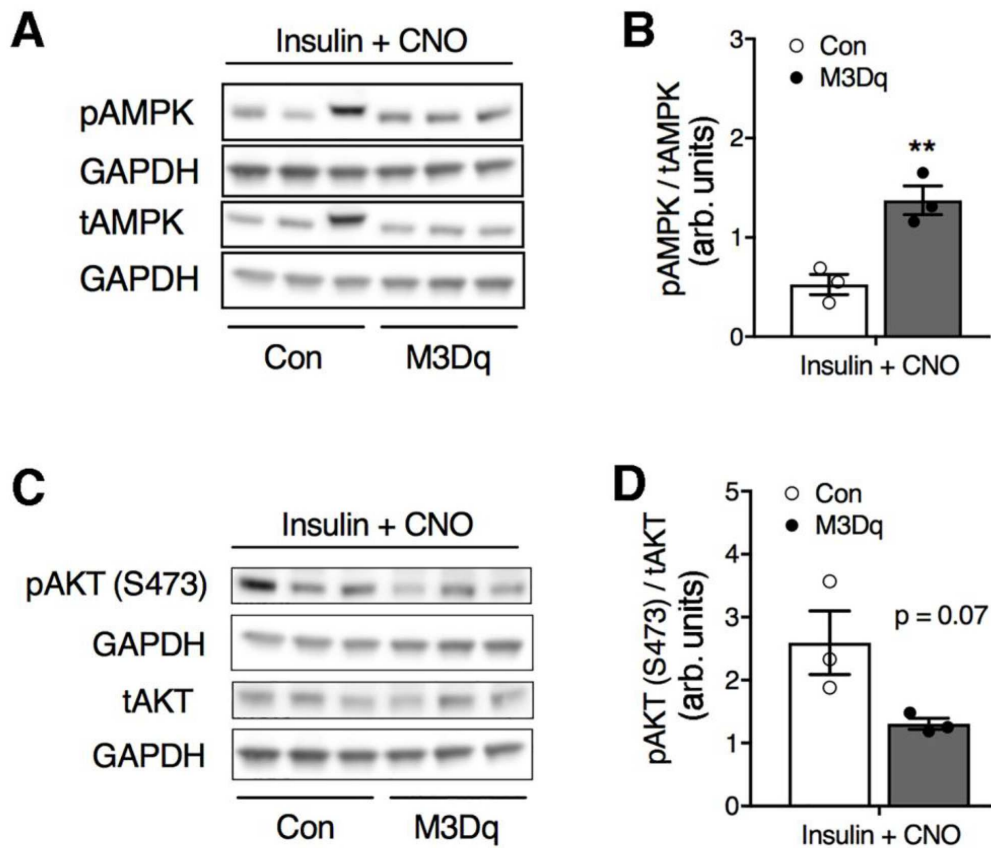 A
Insulin + CNO
pAMPK
GAPDH
tAMPK
GAPDH
Con M3Dq
B
pAMPK / tAMPK
(arb. units)
3
2
1
0
Con
M3Dq
**
Insulin + CNO
C
Insulin + CNO
pAKT (S473)
GAPDH
tAKT
GAPDH
Con M3Dq
D
pAKT (S473) / tAKT
(arb. units)
5
4
3
2
1
0
Con
M3Dq
p = 0.07
Insulin + CNO